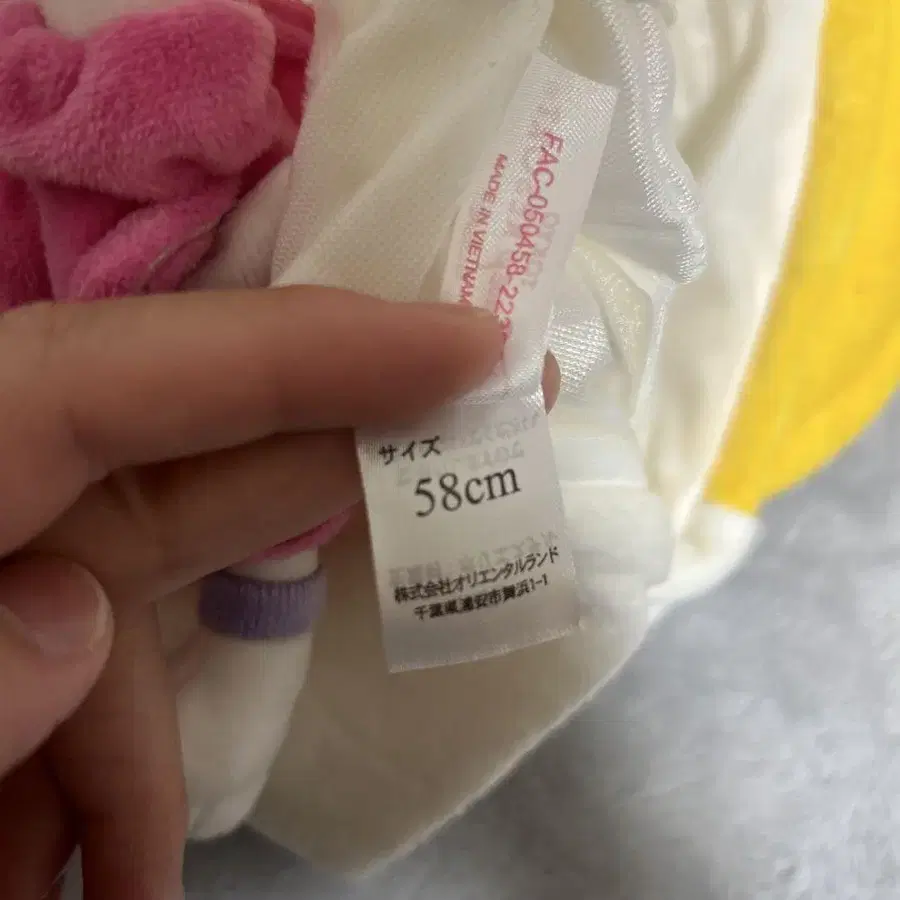 FAC-050458-22
MADE IN VIETNAM
サイズ
58cm
株式会社オリエンタルランド
千葉県浦安市舞浜1-1